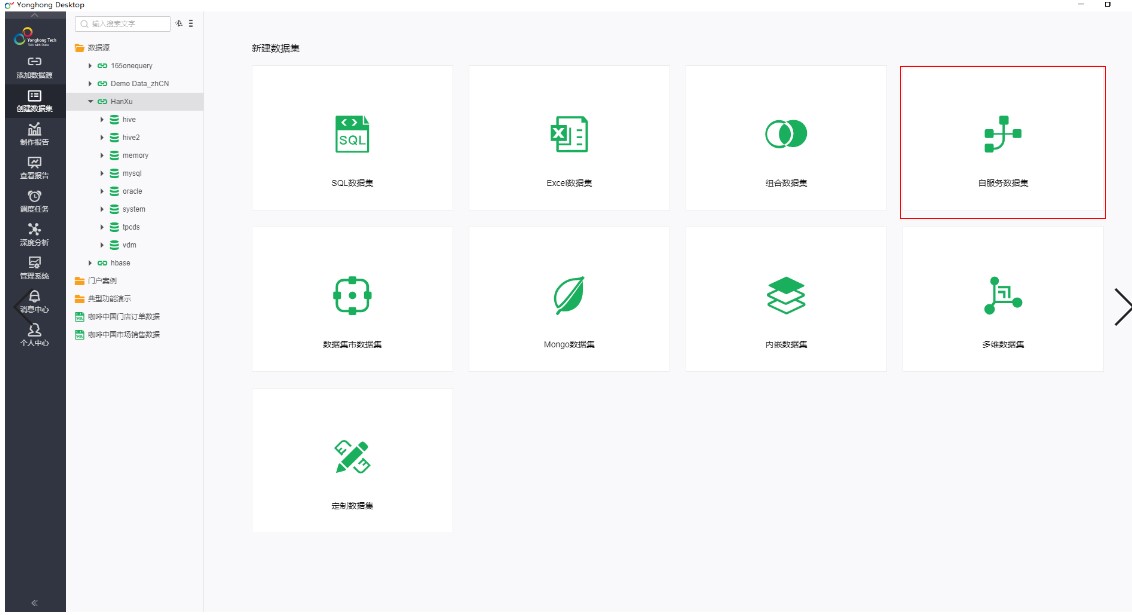 Yonghong Desktop
Yonghong Tech
添加数据源
创建数据集
制作报告
查看报告
调度任务
深度分析
管理系统
消息中心
个人中心
输入搜索文字
数据源
155onequery
Demo Data_zhCN
HanXu
hive
hive2
memory
mysql
oracle
system
tpcds
vdm
hbase
门户案例
典型功能演示
咖啡中国门店订单数据
咖啡中国市场销售数据
新建数据集
SQL
SQL数据集
Excel数据集
组合数据集
自服务数据集
数据集市数据集
Mongo数据集
内嵌数据集
多维数据集
定制数据集